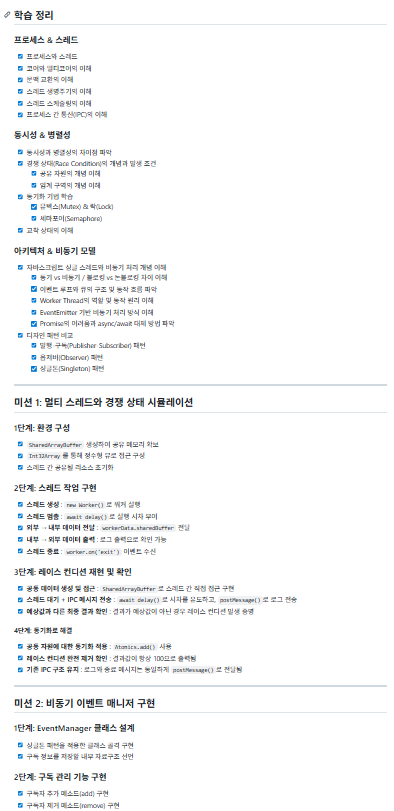 학습 정리
프로세스 & 스레드
프로세스와 스레드
코어와 멀티코어의 이해
문맥 교환의 이해
스레드 생명주기의 이해
스레드 스케줄링의 이해
프로세스 간 통신(IPC)의 이해
동시성 & 병렬성
동시성과 병렬성의 차이점 파악
경쟁 상태(Race Condition)의 개념과 발생 조건
공유 자원의 개념 이해
임계 구역의 개념 이해
동기화 기법 학습
뮤텍스(Mutex) & 락(Lock)
세마포어(Semaphore)
교착 상태의 이해
아키텍처 & 비동기 모델
자바스크립트 싱글 스레드와 비동기 처리 개념 이해
동기 vs 비동기 / 블로킹 vs 논블로킹 차이 이해
이벤트 루프와 큐의 구조 및 동작 흐름 파악
Worker Thread의 역할 및 동작 원리 이해
EventEmitter 기반 비동기 처리 방식 이해
Promise의 어려움과 async/await 대체 방법 파악
디자인 패턴 비교
발행-구독(Publisher-Subscriber) 패턴
옵저버(Observer) 패턴
싱글톤(Singleton) 패턴
미션 1: 멀티 스레드와 경쟁 상태 시뮬레이션
1단계: 환경 구성
SharedArrayBuffer 생성하여 공유 메모리 확보
Int32Array 를 통해 정수형 뷰로 접근 구성
스레드 간 공유될 리소스 초기화
2단계: 스레드 작업 구현
스레드 생성 : new Worker() 로 워커 실행
스레드 멈춤 : await delay() 로 실행 시차 부여
외부 → 내부 데이터 전달 : workerData.sharedBuffer 전달
내부 → 외부 데이터 출력 : 로그 출력으로 확인 가능
스레드 종료 : worker.on('exit') 이벤트 수신
3단계: 레이스 컨디션 재현 및 확인
공통 데이터 생성 및 접근 : SharedArrayBuffer 로 스레드 간 직접 접근 구현
스레드 대기 + IPC 메시지 전송 : await delay() 로 시차를 유도하고, postMessage() 로 로그 전송
예상값과 다른 최종 결과 확인 : 결과가 예상값이 아닌 경우 레이스 컨디션 발생 증명
4단계: 동기화로 해결
공유 자원에 대한 동기화 적용 : Atomics.add() 사용
레이스 컨디션 완전 제거 확인 : 결과값이 항상 100으로 출력됨
기존 IPC 구조 유지 : 로그와 종료 메시지는 동일하게 postMessage() 로 전달됨
미션 2: 비동기 이벤트 매니저 구현
1단계: EventManager 클래스 설계
싱글톤 패턴을 적용한 클래스 골격 구현
구독 정보를 저장할 내부 자료구조 선언
2단계: 구독 관리 기능 구현
구독자 추가 메소드(add) 구현
구독자 제거 메소드(remove) 구현